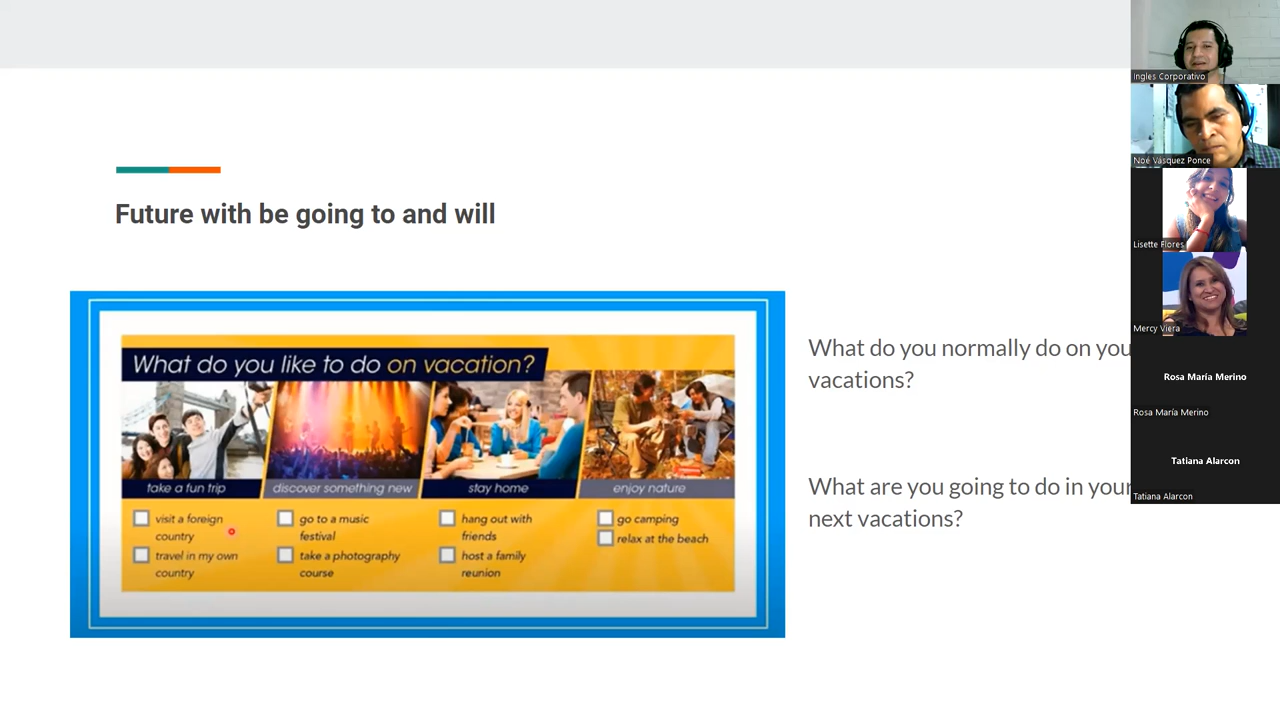 Future with be going to and will
What do you like to do on vacation?
take a fun trip
discover something new
stay home
enjoy nature
visit a foreign
country
travel in my own
country
go to a music
festival
take a photography
course
hang out with
friends
host a family
reunion
go camping
relax at the beach
What do you normally do on you
vacations?
What are you going to do in your
next vacations?
Ingles Corporativo
Noé Vasquez Ponce
Lisette Flores
Mercy Viera
Rosa María Merino
Rosa María Merino
Tatiana Alarcon
Tatiana Alarcon